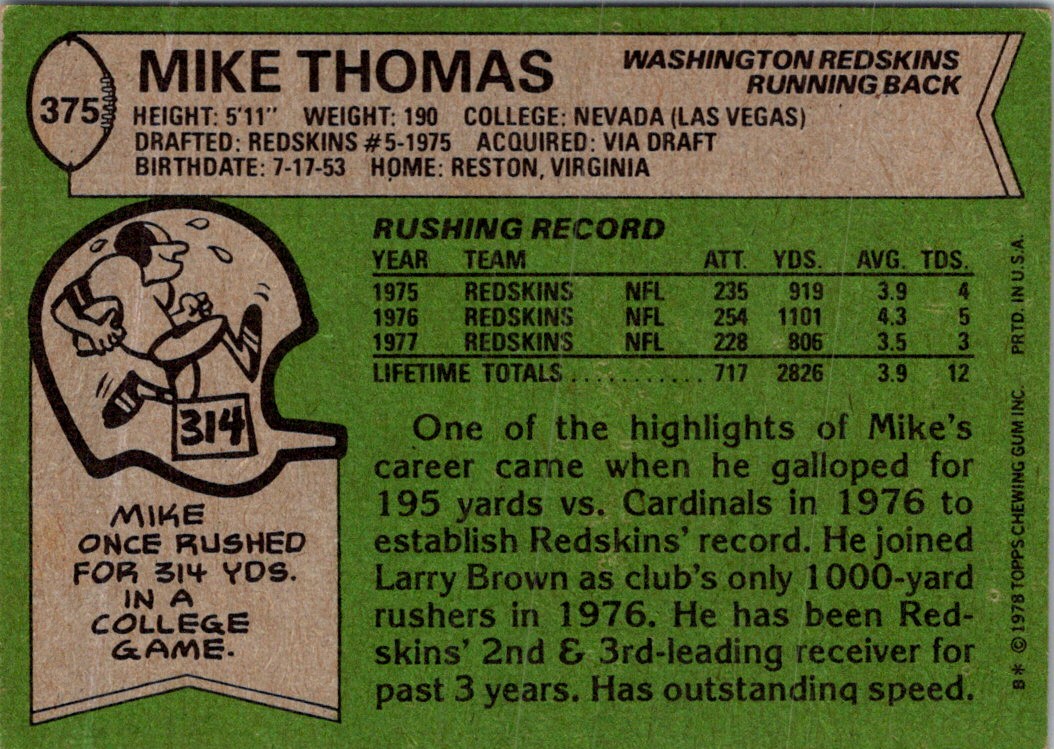 375
MIKE THOMAS
WASHINGTON REDSKINS
RUNNING BACK
HEIGHT: 5'11" WEIGHT: 190 COLLEGE: NEVADA (LAS VEGAS)
DRAFTED: REDSKINS #5-1975 ACQUIRED: VIA DRAFT
BIRTHDATE: 7-17-53 HOME: RESTON, VIRGINIA
RUSHING RECORD
YEAR TEAM ATT. YDS. AVG. TDS.
1975 REDSKINS NFL 235 919 3.9 4
1976 REDSKINS NFL 254 1101 4.3 5
1977 REDSKINS NFL 228 806 3.5 3
LIFETIME TOTALS ........... 717 2826 3.9 12
314
MIKE
ONCE RUSHED
FOR 314 YDS.
IN A
COLLEGE
GAME.
One of the highlights of Mike's
career came when he galloped for
195 yards vs. Cardinals in 1976 to
establish Redskins' record. He joined
Larry Brown as club's only 1000-yard
rushers in 1976. He has been Red-
skins' 2nd & 3rd-leading receiver for
past 3 years. Has outstanding speed.
B* ©1978 TOPPS CHEWING GUM INC. PRTD. IN U.S.A.